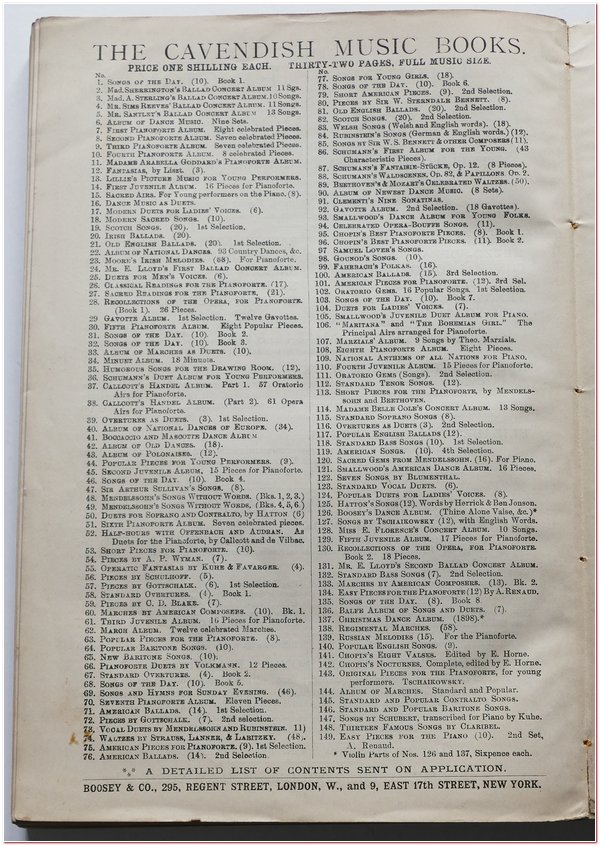 THE CAVENDISH MUSIC BOOKS.
PRICE ONE SHILLING EACH. THIRTY-TWO PAGES, FULL MUSIC SIZE.
No.
1. SONGS OF THE DAY. (10). Book 1.
2. MAD. SHERRINGTON'S BALLAD CONCERT ALBUM 11 Sgs.
3. MAD. A. STERLING'S BALLAD CONCERT ALBUM. 10 Songs
4. MR. SIMS REEVES' BALLAD CONCERT ALBUM. 11 Songs.
5. MR. SANTLEY'S BALLAD CONCERT ALBUM 13 Songs.
6. ALBUM OF DANCE MUSIC. Nine Sets.
7. FIRST PIANOFORTE ALBUM. Eight celebrated Pieces.
8. SECOND PIANOFORTE ALBUM. Seven celebrated Pieces.
9. THIRD PIANOFORTE ALBUM. Seven celebrated Pieces.
10. FOURTH PIANOFORTE ALBUM. 8 celebrated Pieces.
11. MADAME ARABELLA GODDARD'S PIANOFORTE ALBUM.
12. FANTASIAS, by Liszt. (3).
13. LILLIE'S PICTURE MUSIC FOR YOUNG PERFORMERS.
14. FIRST JUVENILE ALBUM. 16 Pieces for Pianoforte.
15. SACRED AIRS. For Young performers on the Piano. (8).
16. DANCE MUSIC AS DUETS.
17. MODERN DUETS FOR LADIES' VOICES. (6).
18. MODERN SACRED SONGS. (10).
19. SCOTCH SONGS. (20). 1st Selection.
20. IRISH BALLADS. (20).
21. OLD ENGLISH BALLADS. (20). 1st Selection.
22. ALBUM OF NATIONAL DANCES. 93 Country Dances, &c.
23. MOORE'S IRISH MELODIES. (58). For Pianoforte.
24. MR. E. LLOYD'S FIRST BALLAD CONCERT ALBUM.
25. DUETS FOR MEN'S VOICES. (6).
26. CLASSICAL READINGS FOR THE PIANOFORTE. (17).
27. SACRED READINGS FOR THE PIANOFORTE. (21).
28. RECOLLECTIONS OF THE OPERA, FOR PIANOFORTE.
(Book 1). 26 Pieces.
29 GAVOTTE ALBUM. 1st Selection. Twelve Gavottes.
30. FIFTH PIANOFORTE ALBUM. Eight Popular Pieces.
31. SONGS OF THE DAY. (10). Book 2.
32. SONGS OF THE DAY. (10). Book 3.
33. ALBUM OF MARCHES AS DUETS. (10).
34. MINUET ALBUM. 18 Minuets.
35. HUMOROUS SONGS FOR THE DRAWING ROOM. (12).
36. SCHUMANN'S DUET ALBUM FOR YOUNG PERFORMERS.
37. CALLCOTT'S HANDEL ALBUM. Part 1. 57 Oratorio
Airs for Pianoforte.
38. CALLCOTT'S HANDEL ALBUM. (Part 2). 61 Opera
Airs for Pianoforte.
39. OVERTURES AS DUETS. (3). 1st Selection.
40. ALBUM OF NATIONAL DANCES OF EUROPE. (34).
41. BOCCACIO AND MASCOTTE DANCE ALBUM
42. ALBUM OF OLD DANCES. (18).
43. ALBUM OF POLONAISES. (12).
44. POPULAR PIECES FOR YOUNG PERFORMERS. (9).
45. SECOND JUVENILE ALBUM. 15 Pieces for Pianoforte.
46. SONGS OF THE DAY. (10). Book 4.
47. SIR ARTHUR SULLIVAN'S SONGS. (8).
48. MENDELSSOHN'S SONGS WITHOUT WORDS. (Bks. 1, 2, 3.)
49. MENDELSSOHN'S SONGS WITHOUT WORDS. (Bks. 4, 5, 6.)
50. DUETS FOR SOPRANO AND CONTRALTO, BY HATTON (6)
51. SIXTH PIANOFORTE ALBUM. Seven celebrated pieces.
52. HALF-HOURS WITH OFFENBACH AND AUDRAN. As
Duets for the Pianoforte, by Callcott and de Vilbac.
53. SHORT PIECES FOR PIANOFORTE. (10).
54. PIECES BY A. P. WYMAN. (7).
55. OPERATIC FANTASIAS BY KUHE & FAVARGER. (4).
56. PIECES BY SCHULHOFF. (5).
57. PIECES BY GOTTSCHALK. (6). 1st Selection.
58. STANDARD OVERTURES. (4). Book 1.
59. PIECES BY C. D. BLAKE. (7).
60. MARCHES BY AMERICAN COMPOSERS. (10). Bk. 1.
61. THIRD JUVENILE ALBUM. 16 Pieces for Pianoforte.
62. MARCH ALBUM. Twelve celebrated Marches.
63. POPULAR PIECES FOR THE PIANOFORTE. (8).
64. POPULAR BARITONE SONGS. (10).
65. NEW BARITONE SONGS. (10).
66. PIANOFORTE DUETS BY VOLKMANN. 12 Pieces.
67. STANDARD OVERTURES. (4). Book 2.
68. SONGS OF THE DAY. (10). Book 5.
69. SONGS AND HYMNS FOR SUNDAY EVENING. (46).
70. SEVENTH PIANOFORTE ALBUM. Eleven Pieces.
71. AMERICAN BALLADS. (14). 1st Selection.
72. PIECES BY GOTTSCHALK. (7). 2nd selection.
73. VOCAL DUETS BY MENDELSSOHN AND RUBINSTEIN. 11)
74. WALTZES BY STRAUSS, LANNER, & LABITZKY. (48).
75. AMERICAN PIECES FOR PIANOFORTE. (9). 1st Selection.
76. AMERICAN BALLADS. (14). 2nd Selection.
No.
77. SONGS FOR YOUNG GIRLS. (18).
78. SONGS OF THE DAY. (10). Book 6.
79. SHORT AMERICAN PIECES. (9). 2nd Selection.
80. PIECES BY SIR W. STERNDALE BENNETT. (8).
81. OLD ENGLISH BALLADS. (20). 2nd Selection.
82. SCOTCH SONGS. (20). 2nd Selection.
83. WELSH SONGS (Welsh and English words). (18).
84. RUBINSTEIN'S SONGS (German & English words.) (12).
85. SONGS BY SIR W. S. BENNETT & OTHER COMPOSERS (11).
86. SCHUMANN'S FIRST ALBUM FOR THE YOUNG. (43
Characteristic Pieces).
87. SCHUMANN'S FANTASIE-STÜCKE, Op. 12. (8 Pieces).
88. SCHUMANN'S WALDSCENEN, OP. 82, & PAPILLONS. OP. 2.
89. BEETHOVEN'S & MOZART'S CELEBRATED WALTZES. (50).
90. ALBUM OF NEWEST DANCE MUSIC. (8 Sets).
91. CLEMENTI'S NINE SONATINAS.
92. GAVOTTE ALBUM. 2nd Selection. (18 Gavottes).
93. SMALLWOOD'S DANCE ALBUM FOR YOUNG FOLKS.
94. CELEBRATED OPERA-BOUFFE SONGS. (11).
95. CHOPIN'S BEST PIANOFORTE PIECES. (8). Book 1.
96. CHOPIN'S BEST PIANOFORTE PIECES. (11). Book 2.
97 SAMUEL LOVER'S SONGS.
98. GOUNOD'S SONGS. (10).
99. FAHRBACH'S POLKAS. (16).
100. AMERICAN BALLADS. (15). 3rd Selection.
101. AMERICAN PIECES FOR PIANOFORTE. (12). 3rd Sel.
102. ORATORIO GEMS. 16 Popular Songs. 1st Selection.
103. SONGS OF THE DAY. (10). Book 7.
104. DUETS FOR LADIES' VOICES. (7).
105. SMALLWOOD'S JUVENILE DUET ALBUM FOR PIANO.
106. "MARITANA" and "THE BOHEMIAN GIRL." The
Principal Airs arranged for Pianoforte.
107. MARZIALS' ALBUM. 9 Songs by Theo. Marzials.
108. EIGHTH PIANOFORTE ALBUM. Eight Pieces.
109. NATIONAL ANTHEMS OF ALL NATIONS FOR PIANO.
110. FOURTH JUVENILE ALBUM. 15 Pieces for Pianoforte.
111. ORATORIO GEMS (Songs). 2nd Selection.
112. STANDARD TENOR SONGS. (12).
113. SHORT PIECES FOR THE PIANOFORTE, BY MENDELS-
SOHN and BEETHOVEN.
114. MADAME BELLE COLE'S CONCERT ALBUM. 13 Songs.
115. STANDARD SOPRANO SONGS (8).
116. OVERTURES AS DUETS (3). 2nd Selection.
117. POPULAR ENGLISH BALLADS (12).
118. STANDARD BASS SONGS (10). 1st Selection.
119. AMERICAN SONGS. (10). 4th Selection.
120. SACRED GEMS FROM MENDELSSOHN. (16). For Piano.
121. SMALLWOOD'S AMERICAN DANCE ALBUM. 16 Pieces.
122. SEVEN SONGS BY BLUMENTHAL.
123. STANDARD VOCAL DUETS. (6).
124. POPULAR DUETS FOR LADIES' VOICES. (8).
125. HATTON'S SONGS (12). Words by Herrick & Ben Jonson.
126. BOOSEY'S DANCE ALBUM. (Thine Alone Valse, &c.)*
127. SONGS BY TSCHAIKOWSKY (12), with English Words.
128. MISS E. FLORENCE'S CONCERT ALBUM. 10 Songs.
129. FIFTH JUVENILE ALBUM. 17 Pieces for Pianoforte.
130. RECOLLECTIONS OF THE OPERA, FOR PIANOFORTE.
Book 2. 18 Pieces.
131. MR. E. LLOYD'S SECOND BALLAD CONCERT ALBUM.
132. STANDARD BASS SONGS (7). 2nd Selection.
133. MARCHES BY AMERICAN COMPOSERS. (13). Bk. 2.
134. EASY PIECES FOR THE PIANO (12) BY A. RENAUD.
135. SONGS OF THE DAY. (8). Book 8.
136. BALFE ALBUM OF SONGS AND DUETS. (7).
137. CHRISTMAS DANCE ALBUM. (1898).*
138. REGIMENTAL MARCHES. (58).
139. RUSSIAN MELODIES (15). For the Pianoforte.
140. POPULAR ENGLISH SONGS. (9).
141. CHOPIN'S EIGHT VALSES. Edited by E. Horne.
142. CHOPIN'S NOCTURNES. Complete, edited by E. Horne.
143. ORIGINAL PIECES FOR THE PIANOFORTE, for young
performers. TSCHAIKOWSKY.
144. ALBUM OF MARCHES. Standard and Popular.
145. STANDARD AND POPULAR CONTRALTO SONGS.
146. STANDARD AND POPULAR BARITONE SONGS.
147. SONGS BY SCHUBERT, transcribed for Piano by Kuhe.
148. THIRTEEN FAMOUS SONGS BY CLARIBEL.
149. EASY PIECES FOR THE PIANO (10). 2nd Set,
A. Renaud.
* Violin Parts of Nos. 126 and 137, Sixpence each.
*** A DETAILED LIST OF CONTENTS SENT ON APPLICATION.
BOOSEY & CO., 295, REGENT STREET, LONDON, W., and 9, EAST 17th STREET, NEW YORK.